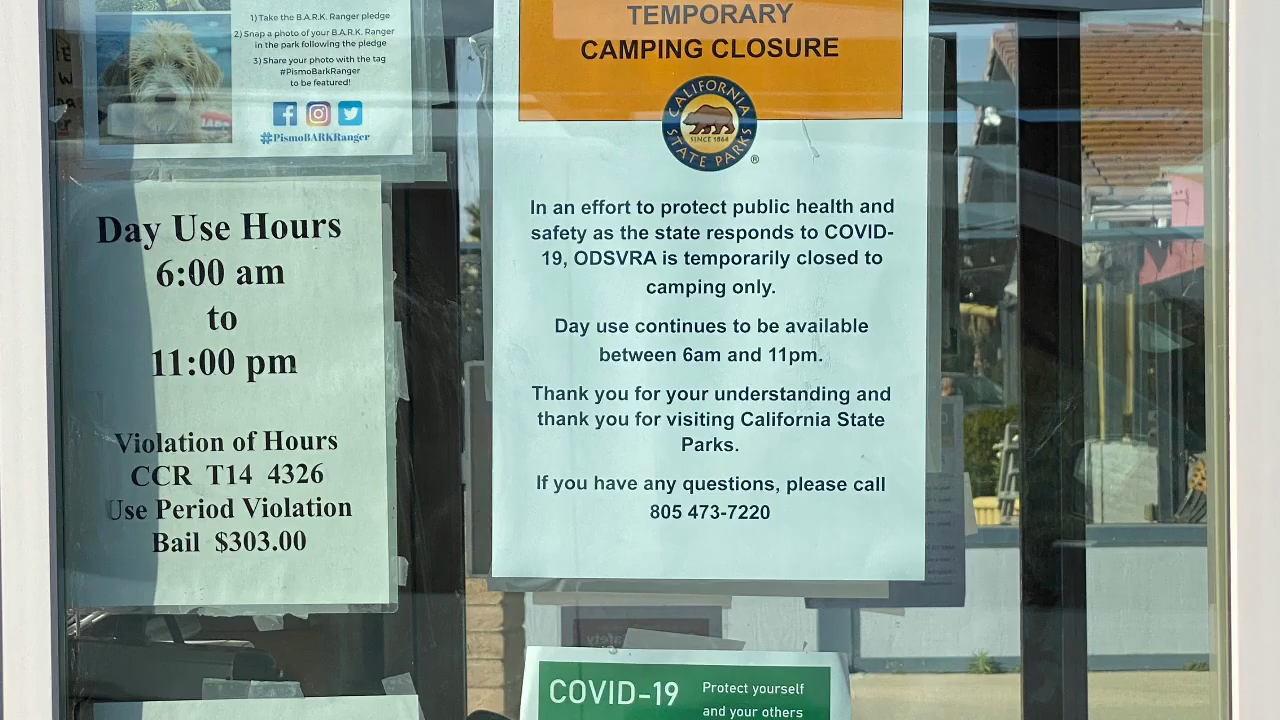 1) Take the B.A.R.K. Ranger pledge
2) Snap a photo of your B.A.R.K. Ranger
in the park following the pledge
3) Share your photo with the tag
#PismoBarkRanger
to be featured!
#PismoBARKRanger
Day Use Hours
6:00 am
to
11:00 pm
Violation of Hours
CCR T14 4326
Use Period Violation
Bail $303.00
TEMPORARY
CAMPING CLOSURE
CALIFORNIA
SINCE 1864
STATE PARKS
®
In an effort to protect public health and
safety as the state responds to COVID-
19, ODSVRA is temporarily closed to
camping only.
Day use continues to be available
between 6am and 11pm.
Thank you for your understanding and
thank you for visiting California State
Parks.
If you have any questions, please call
805 473-7220
Safety
COVID-19
Protect yourself
and your others